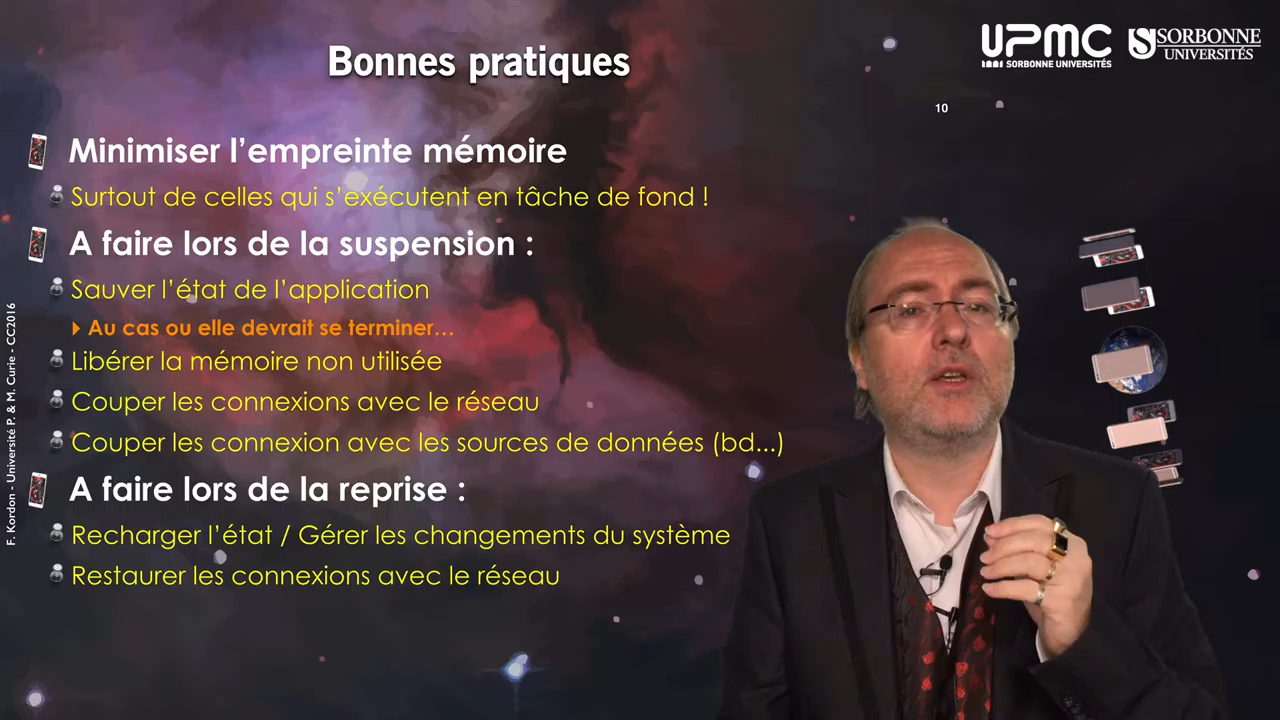 Bonnes pratiques
UPMC
SORBONNE UNIVERSITÉS
SORBONNE
UNIVERSITÉS
10
Minimiser l'empreinte mémoire
Surtout de celles qui s'exécutent en tâche de fond !
A faire lors de la suspension :
Sauver l'état de l'application
Au cas ou elle devrait se terminer...
Libérer la mémoire non utilisée
Couper les connexions avec le réseau
Couper les connexion avec les sources de données (bd...)
A faire lors de la reprise :
Recharger l'état / Gérer les changements du système
Restaurer les connexions avec le réseau
F. Kordon - Université P. & M. Curie - CC2016